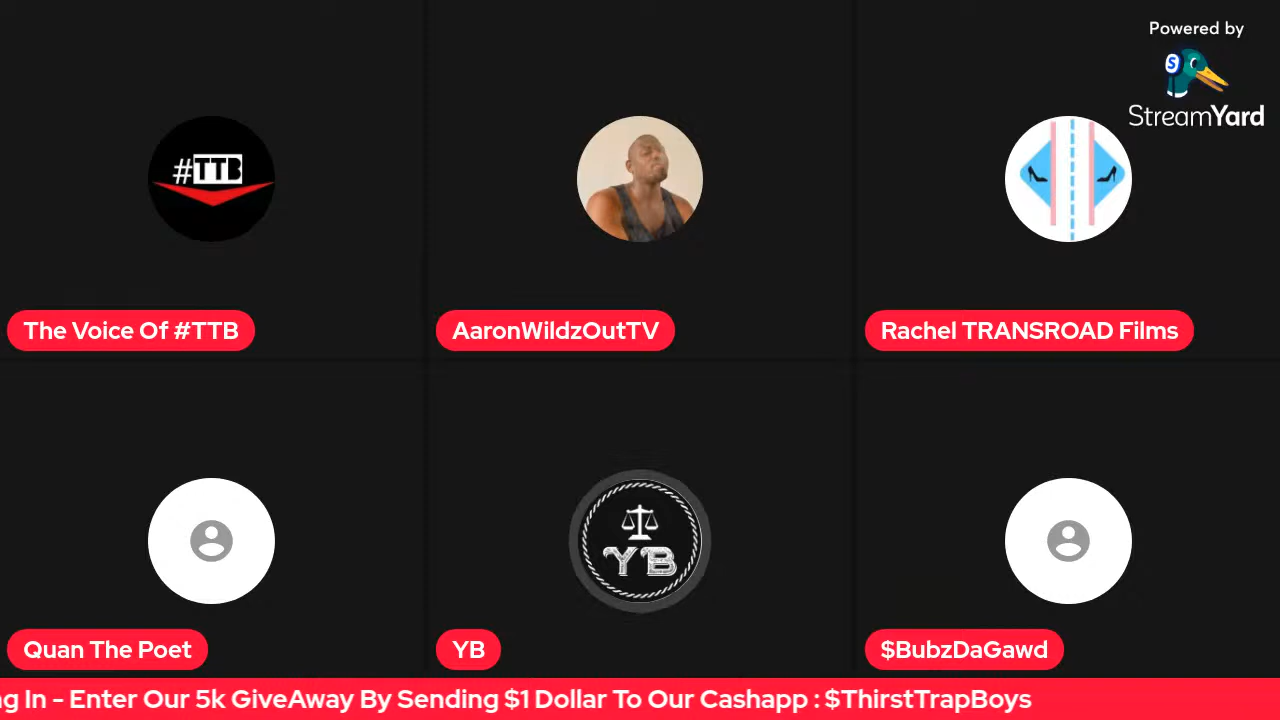 Powered by
S
StreamYard
#TTB
The Voice Of #TTB
AaronWildzOutTV
Rachel TRANSROAD Films
YB
Quan The Poet
YB
$BubzDaGawd
In - Enter Our 5k GiveAway By Sending $1 Dollar To Our Cashapp : $ThirstTrapBoys